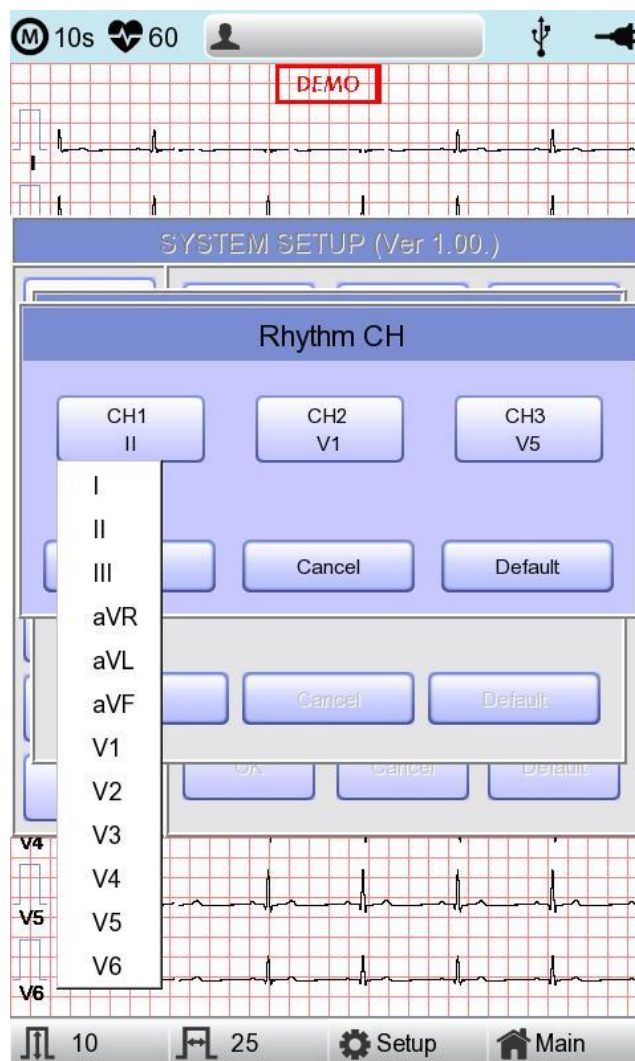 M 10s 60
DEMO
I
SYSTEM SETUP (Ver 1.00.)
Rhythm CH
CH1 CH2 CH3
II V1 V5
I
II
III
aVR
aVL
aVF
V1
V2
V3
V4
V5
V6
Cancel Default
Cancel Default
OK Cancel Default
V4
V5
V6
10 25 Setup Main